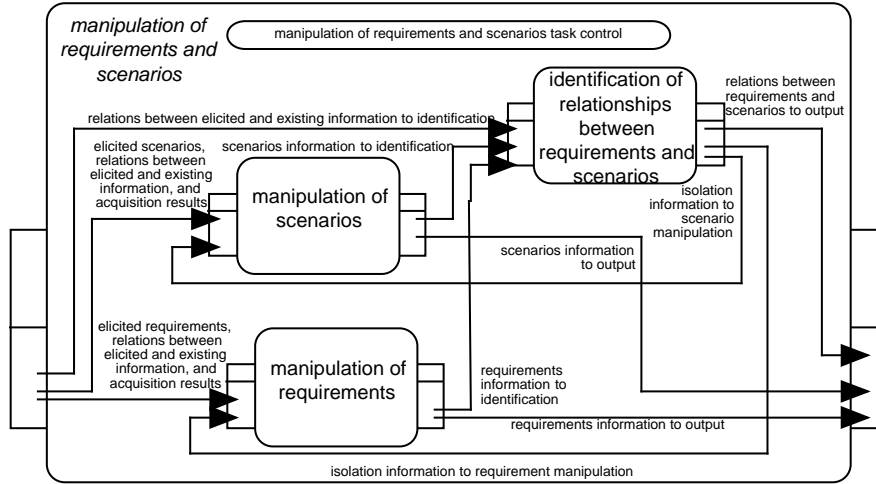 manipulation of
requirements and
scenarios
manipulation of requirements and scenarios task control
identification of
relationships
between
requirements and
scenarios
relations between
requirements and
scenarios to output
relations between elicited and existing information to identification
elicited scenarios,
relations between
elicited and existing
information, and
acquisition results
scenarios information to identification
manipulation of
scenarios
isolation
information to
scenario
manipulation
scenarios information
to output
elicited requirements,
relations between
elicited and existing
information, and
acquisition results
manipulation of
requirements
requirements
information to
identification
requirements information to output
isolation information to requirement manipulation